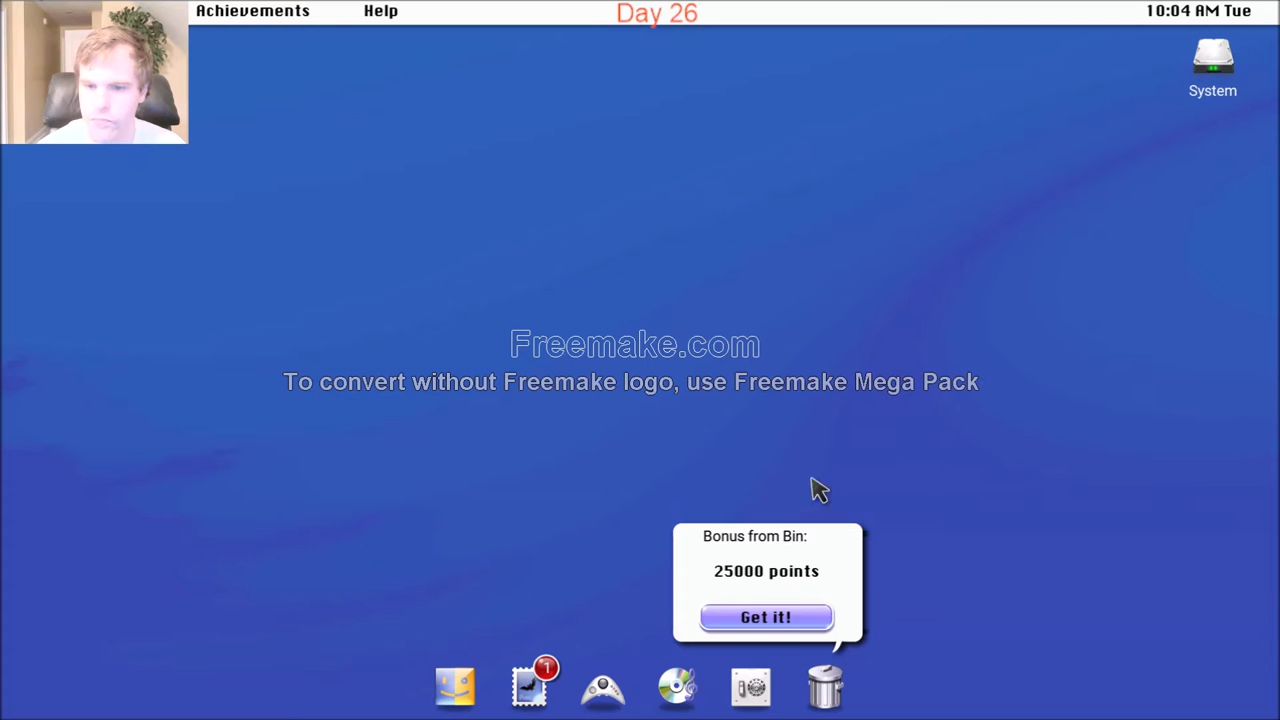 Achievements Help Day 26 10:04 AM Tue
System
Freemake.com
To convert without Freemake logo, use Freemake Mega Pack
Bonus from Bin:
25000 points
Get it!
1